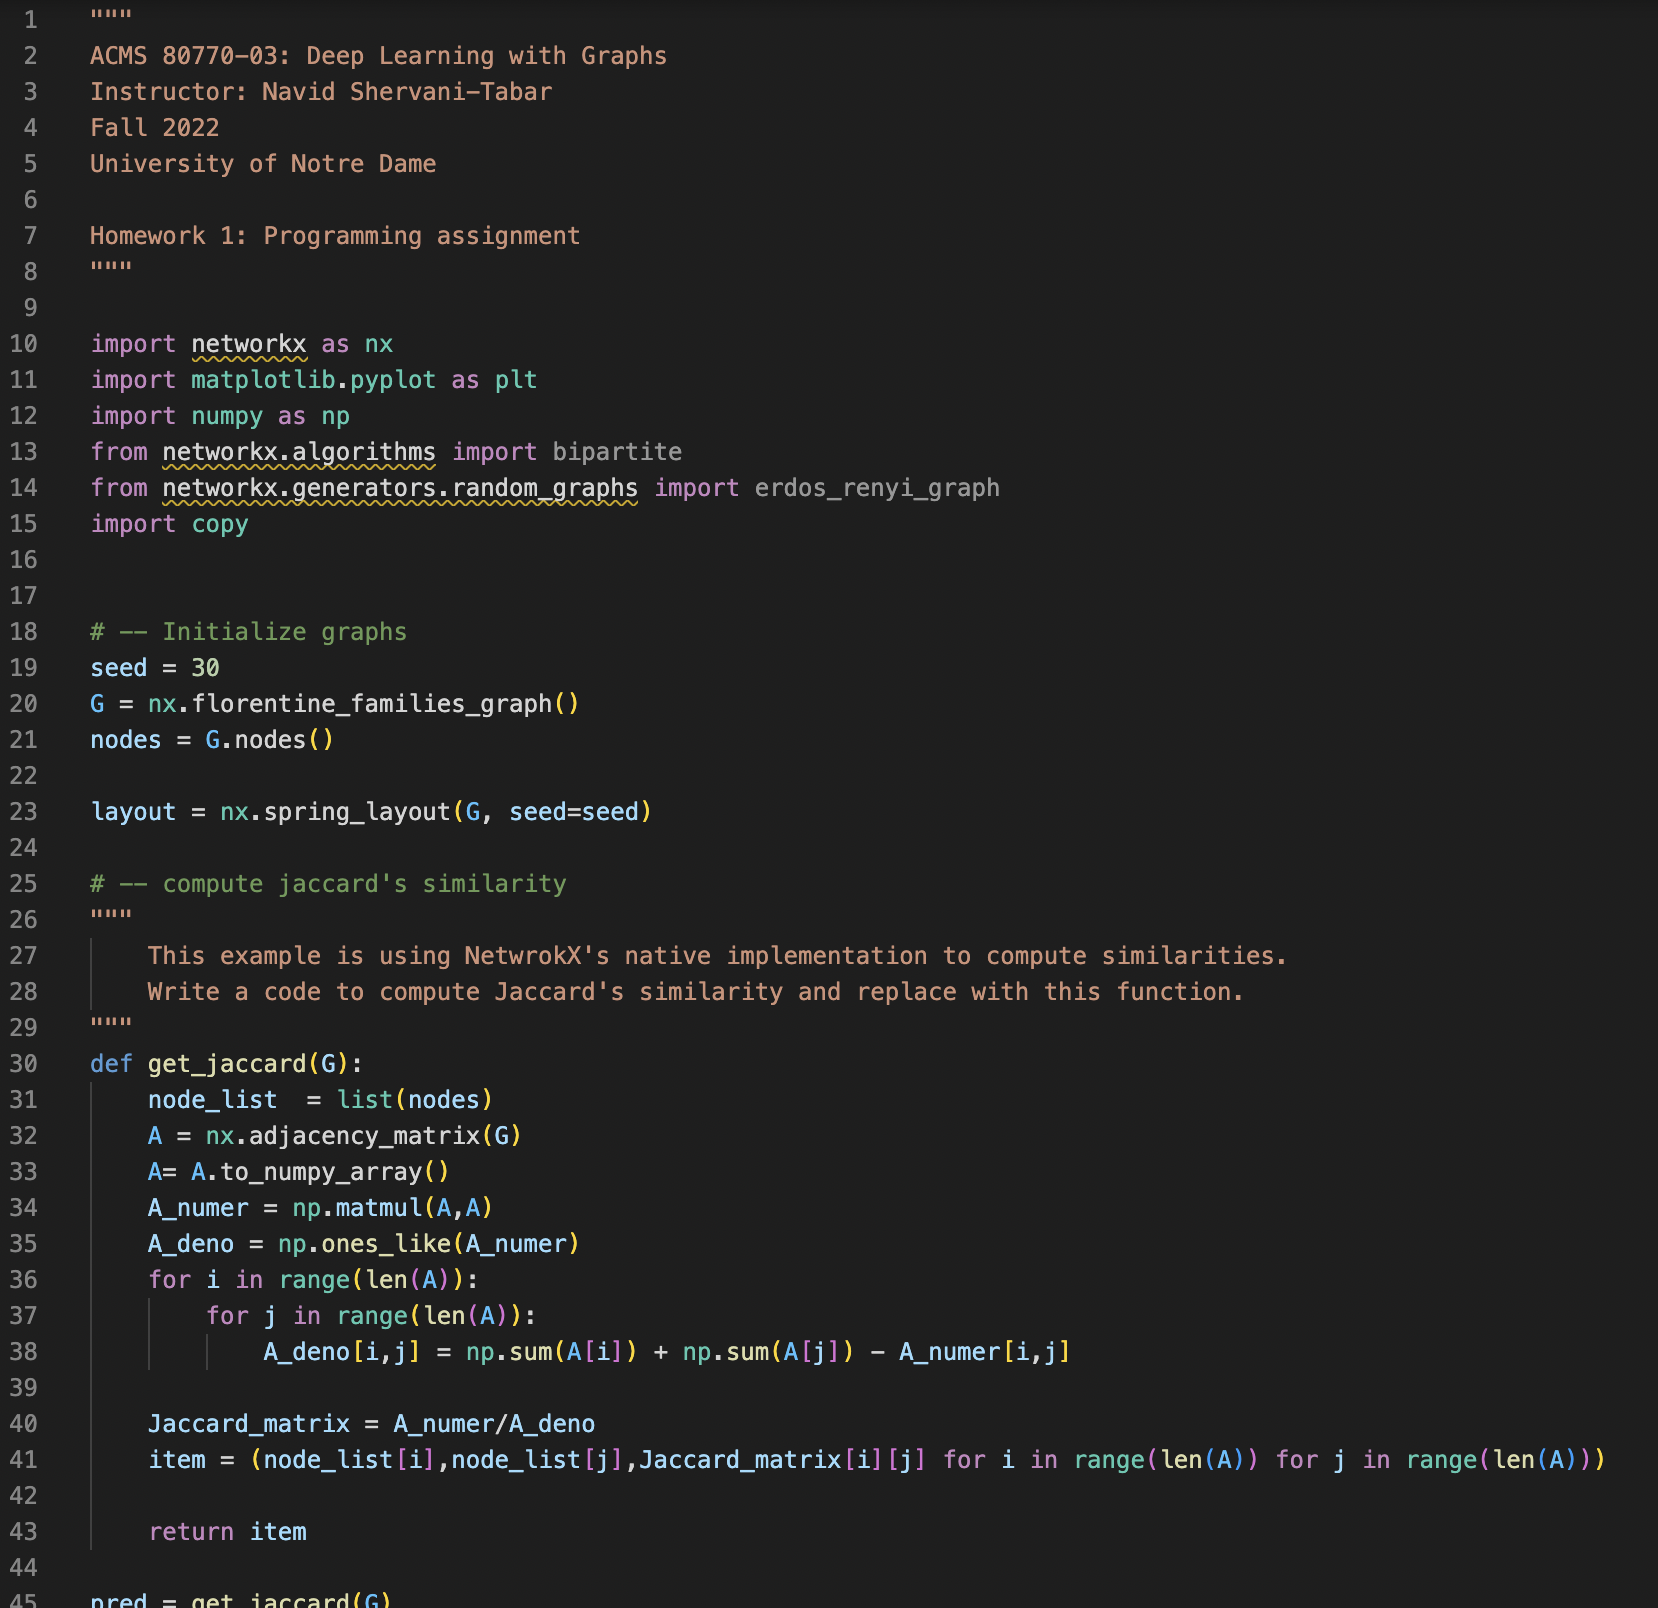 1 """
2 ACMS 80770-03: Deep Learning with Graphs
3 Instructor: Navid Shervani-Tabar
4 Fall 2022
5 University of Notre Dame
6
7 Homework 1: Programming assignment
8 """
9
10 import networkx as nx
11 import matplotlib.pyplot as plt
12 import numpy as np
13 from networkx.algorithms import bipartite
14 from networkx.generators.random_graphs import erdos_renyi_graph
15 import copy
16
17
18 # -- Initialize graphs
19 seed = 30
20 G = nx.florentine_families_graph()
21 nodes = G.nodes()
22
23 layout = nx.spring_layout(G, seed=seed)
24
25 # -- compute jaccard's similarity
26 """
27     This example is using NetwrokX's native implementation to compute similarities.
28     Write a code to compute Jaccard's similarity and replace with this function.
29 """
30 def get_jaccard(G):
31     node_list  = list(nodes)
32     A = nx.adjacency_matrix(G)
33     A= A.to_numpy_array()
34     A_numer = np.matmul(A,A)
35     A_deno = np.ones_like(A_numer)
36     for i in range(len(A)):
37         for j in range(len(A)):
38             A_deno[i,j] = np.sum(A[i]) + np.sum(A[j]) - A_numer[i,j]
39
40     Jaccard_matrix = A_numer/A_deno
41     item = (node_list[i],node_list[j],Jaccard_matrix[i][j] for i in range(len(A)) for j in range(len(A)))
42
43     return item
44
45 pred = get_jaccard(G)